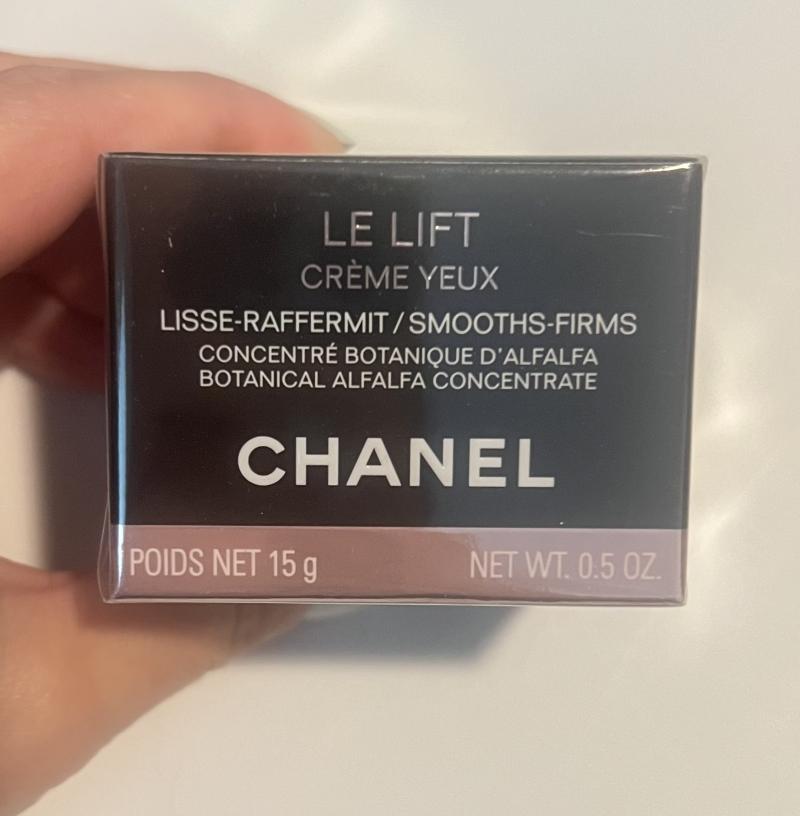 LE LIFT
CRÈME YEUX
LISSE-RAFFERMIT / SMOOTHS-FIRMS
CONCENTRÉ BOTANIQUE D'ALFALFA
BOTANICAL ALFALFA CONCENTRATE
CHANEL
POIDS NET 15 g NET WT. 0.5 OZ.